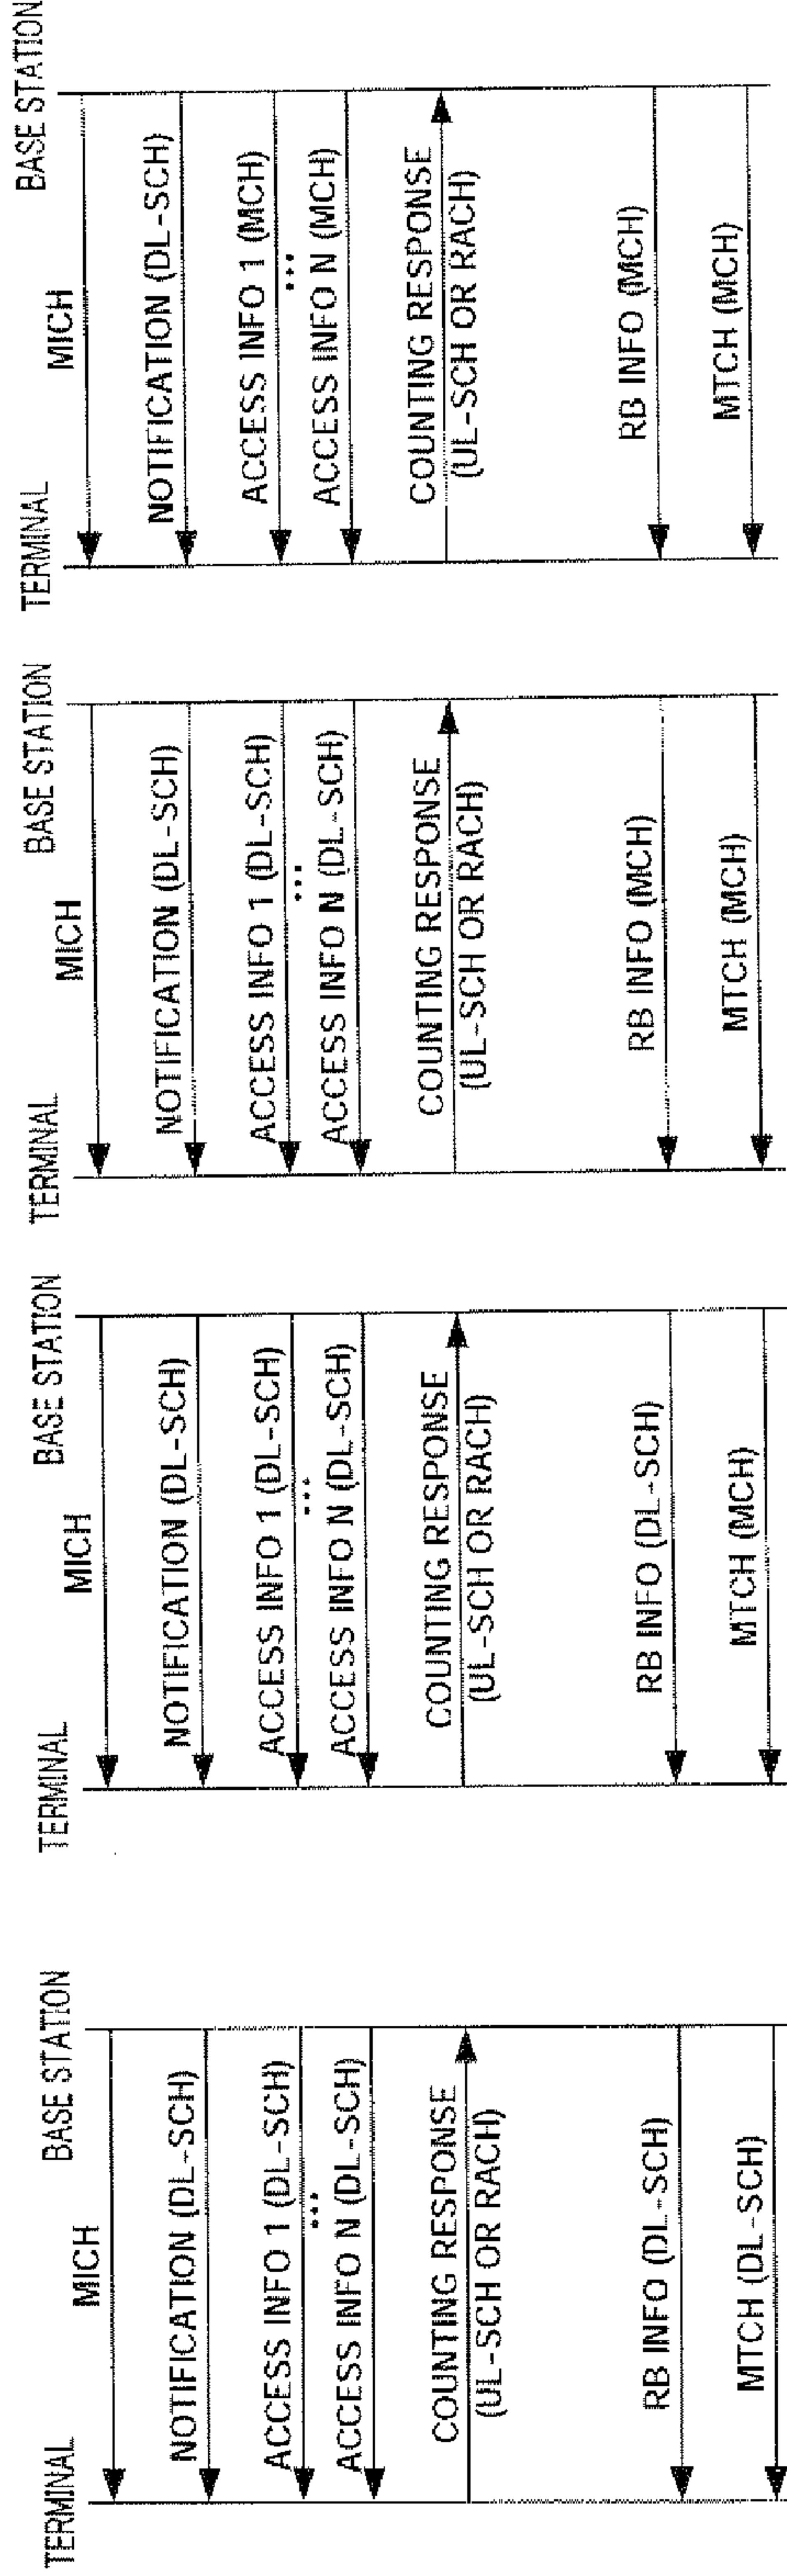 TERMINAL
BASE STATION
MICH
NOTIFICATION (DL-SCH)
ACCESS INFO 1 (DL-SCH)
...
ACCESS INFO N (DL-SCH)
COUNTING RESPONSE
(UL-SCH OR RACH)
RB INFO (DL-SCH)
MTCH (DL-SCH)
TERMINAL
BASE STATION
MICH
NOTIFICATION (DL-SCH)
ACCESS INFO 1 (DL-SCH)
...
ACCESS INFO N (DL-SCH)
COUNTING RESPONSE
(UL-SCH OR RACH)
RB INFO (DL-SCH)
MTCH (MCH)
TERMINAL
BASE STATION
MICH
NOTIFICATION (DL-SCH)
ACCESS INFO 1 (DL-SCH)
...
ACCESS INFO N (DL-SCH)
COUNTING RESPONSE
(UL-SCH OR RACH)
RB INFO (MCH)
MTCH (MCH)
TERMINAL
BASE STATION
MICH
NOTIFICATION (DL-SCH)
ACCESS INFO 1 (MCH)
...
ACCESS INFO N (MCH)
COUNTING RESPONSE
(UL-SCH OR RACH)
RB INFO (MCH)
MTCH (MCH)